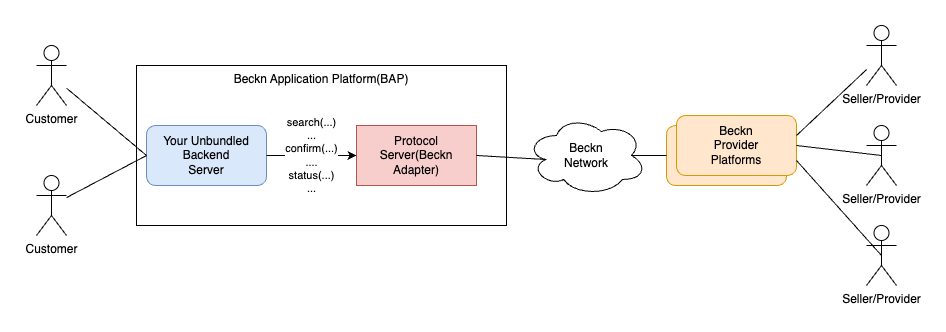 Customer
Customer
Beckn Application Platform(BAP)
Your Unbundled
Backend
Server
search(...)
...
confirm(...)
....
status(...)
...
Protocol
Server(Beckn
Adapter)
Beckn
Network
Beckn
Provider
Platforms
Seller/Provider
Seller/Provider
Seller/Provider